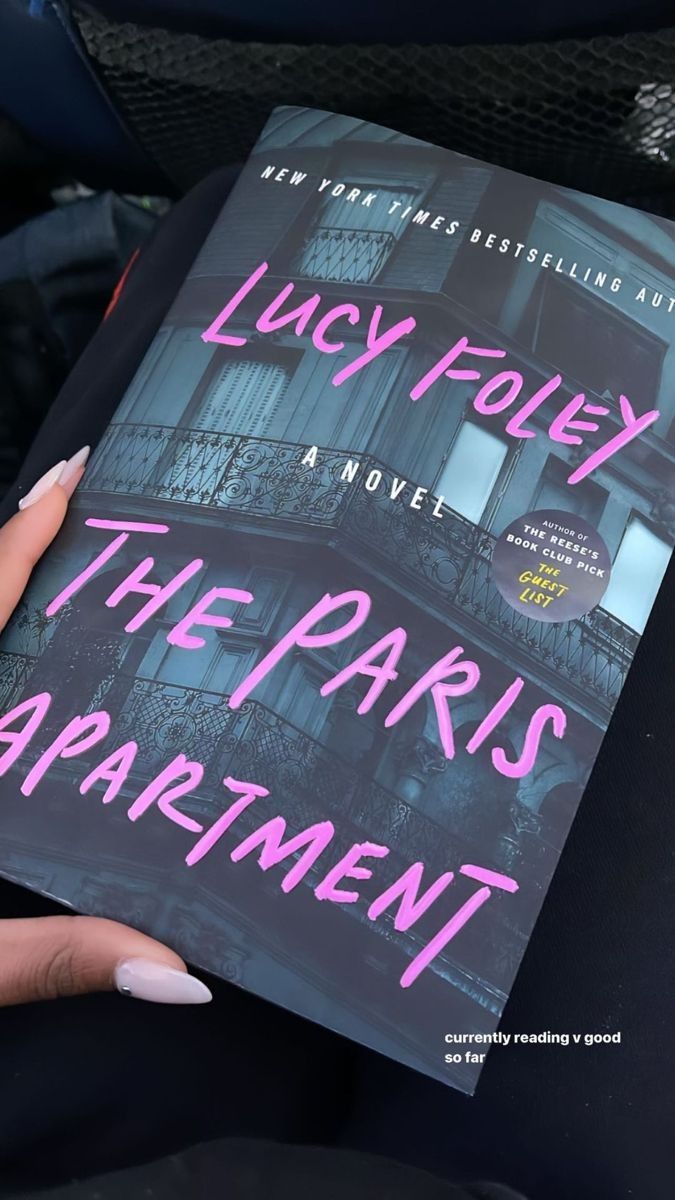 NEW YORK TIMES BESTSELLING AUT
LUCY FOLEY
A NOVEL
AUTHOR OF
THE REESE'S
BOOK CLUB PICK
THE
GUEST
LIST
THE PARIS
APARTMENT
currently reading v good
so far